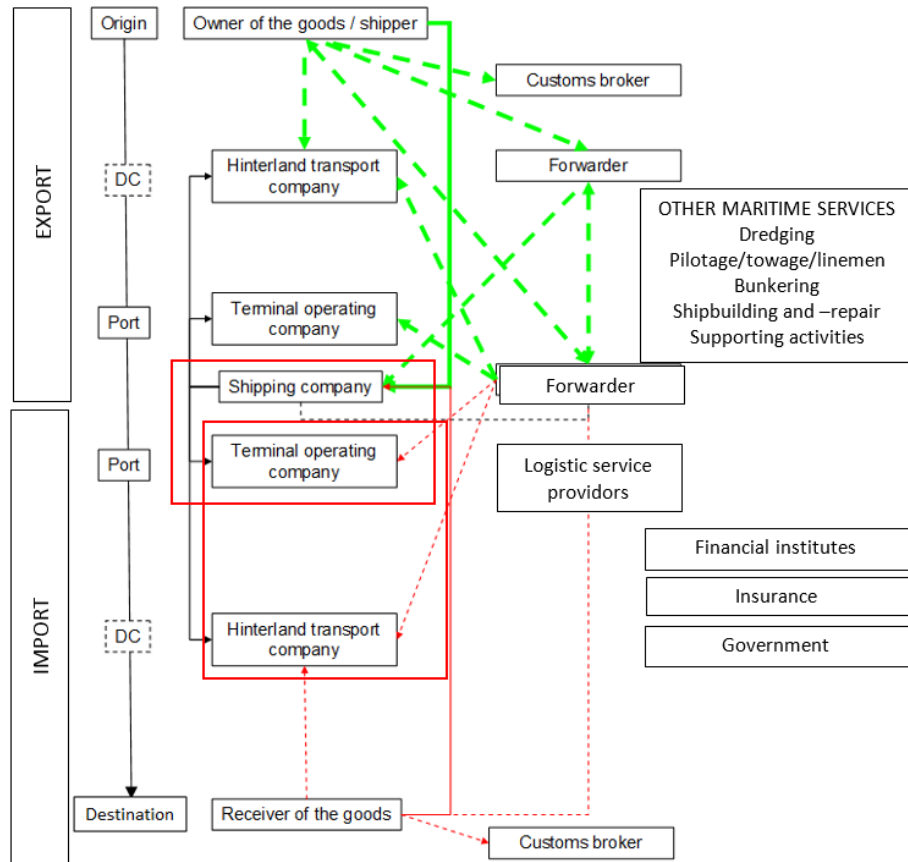 Origin
Owner of the goods / shipper
Customs broker
EXPORT
DC
Hinterland transport
company
Forwarder
OTHER MARITIME SERVICES
Dredging
Pilotage/towage/linemen
Bunkering
Shipbuilding and –repair
Supporting activities
Port
Terminal operating
company
Shipping company
Forwarder
IMPORT
Port
Terminal operating
company
Logistic service
providors
Financial institutes
Insurance
Government
DC
Hinterland transport
company
Destination
Receiver of the goods
Customs broker